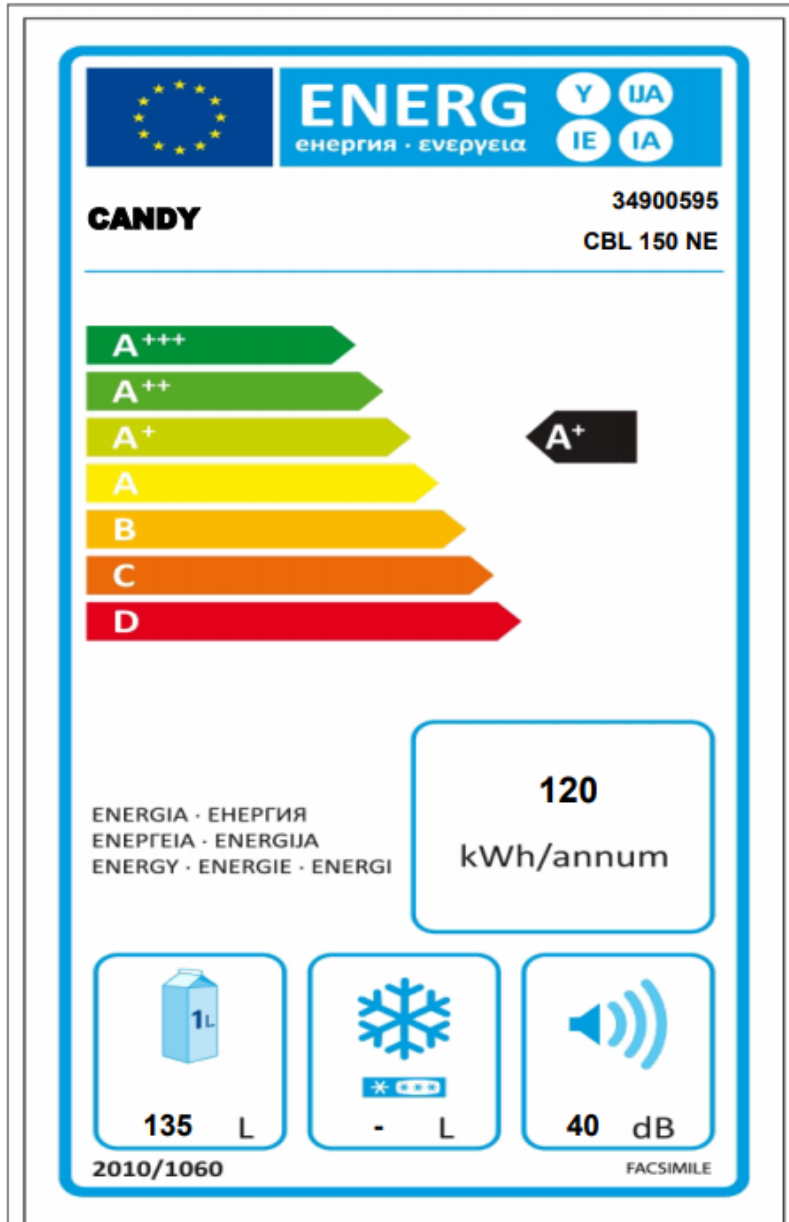 ENERG Y IJA
енергия · ενεργεια IE IA
CANDY
34900595
CBL 150 NE
A+++
A++
A+
A+
A
B
C
D
120
kWh/annum
ENERGIA · ЕНЕРГИЯ
ΕΝΕΡΓΕΙΑ · ENERGIJA
ENERGY · ENERGIE · ENERGI
1L
135 L
- L
40 dB
2010/1060
FACSIMILE